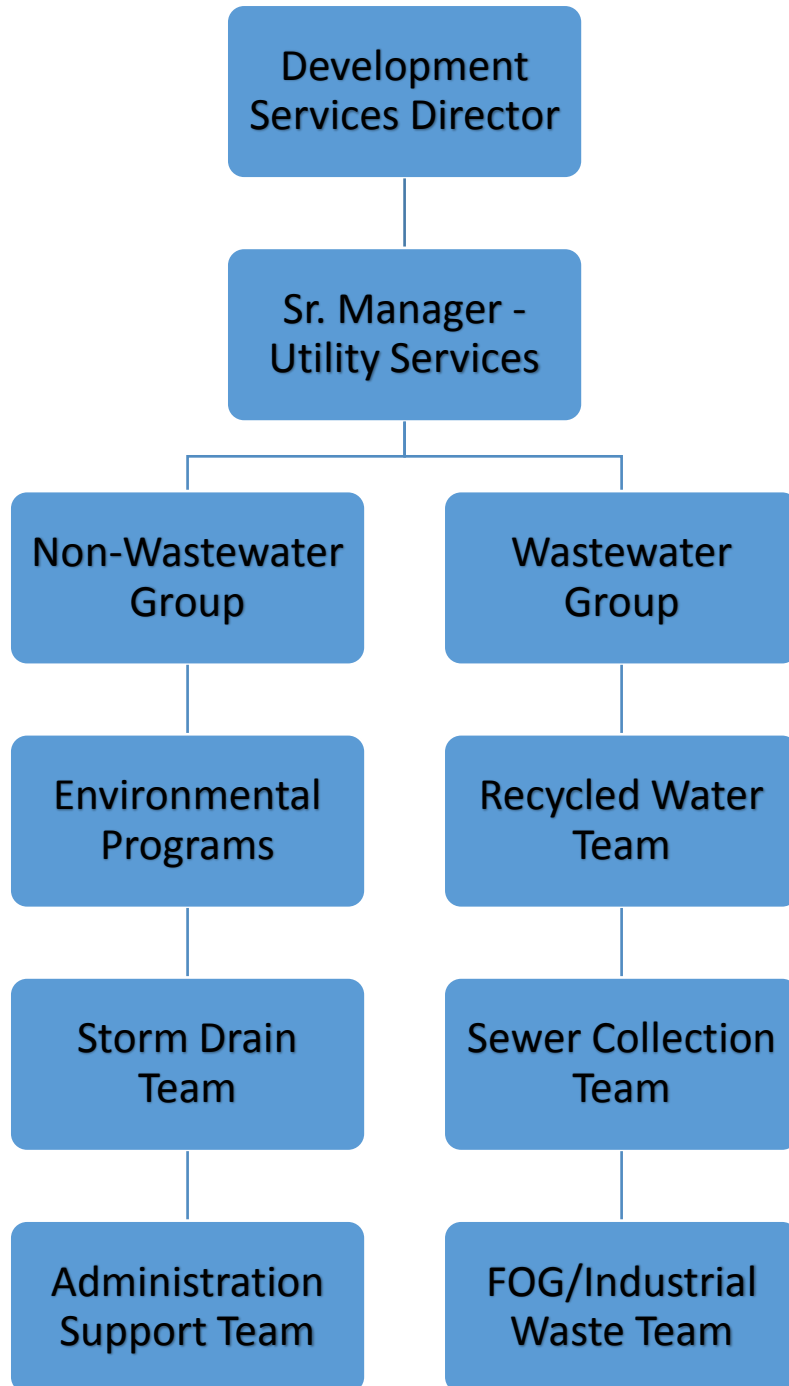 Development
Services Director
Sr. Manager -
Utility Services
Non-Wastewater
Group
Wastewater
Group
Environmental
Programs
Recycled Water
Team
Storm Drain
Team
Sewer Collection
Team
Administration
Support Team
FOG/Industrial
Waste Team